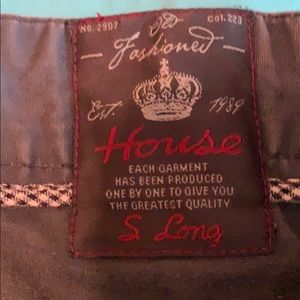 No. 2907 Col. 223
Old
Fashioned
Est. 1989
House
EACH GARMENT
HAS BEEN PRODUCED
ONE BY ONE TO GIVE YOU
THE GREATEST QUALITY
S Long